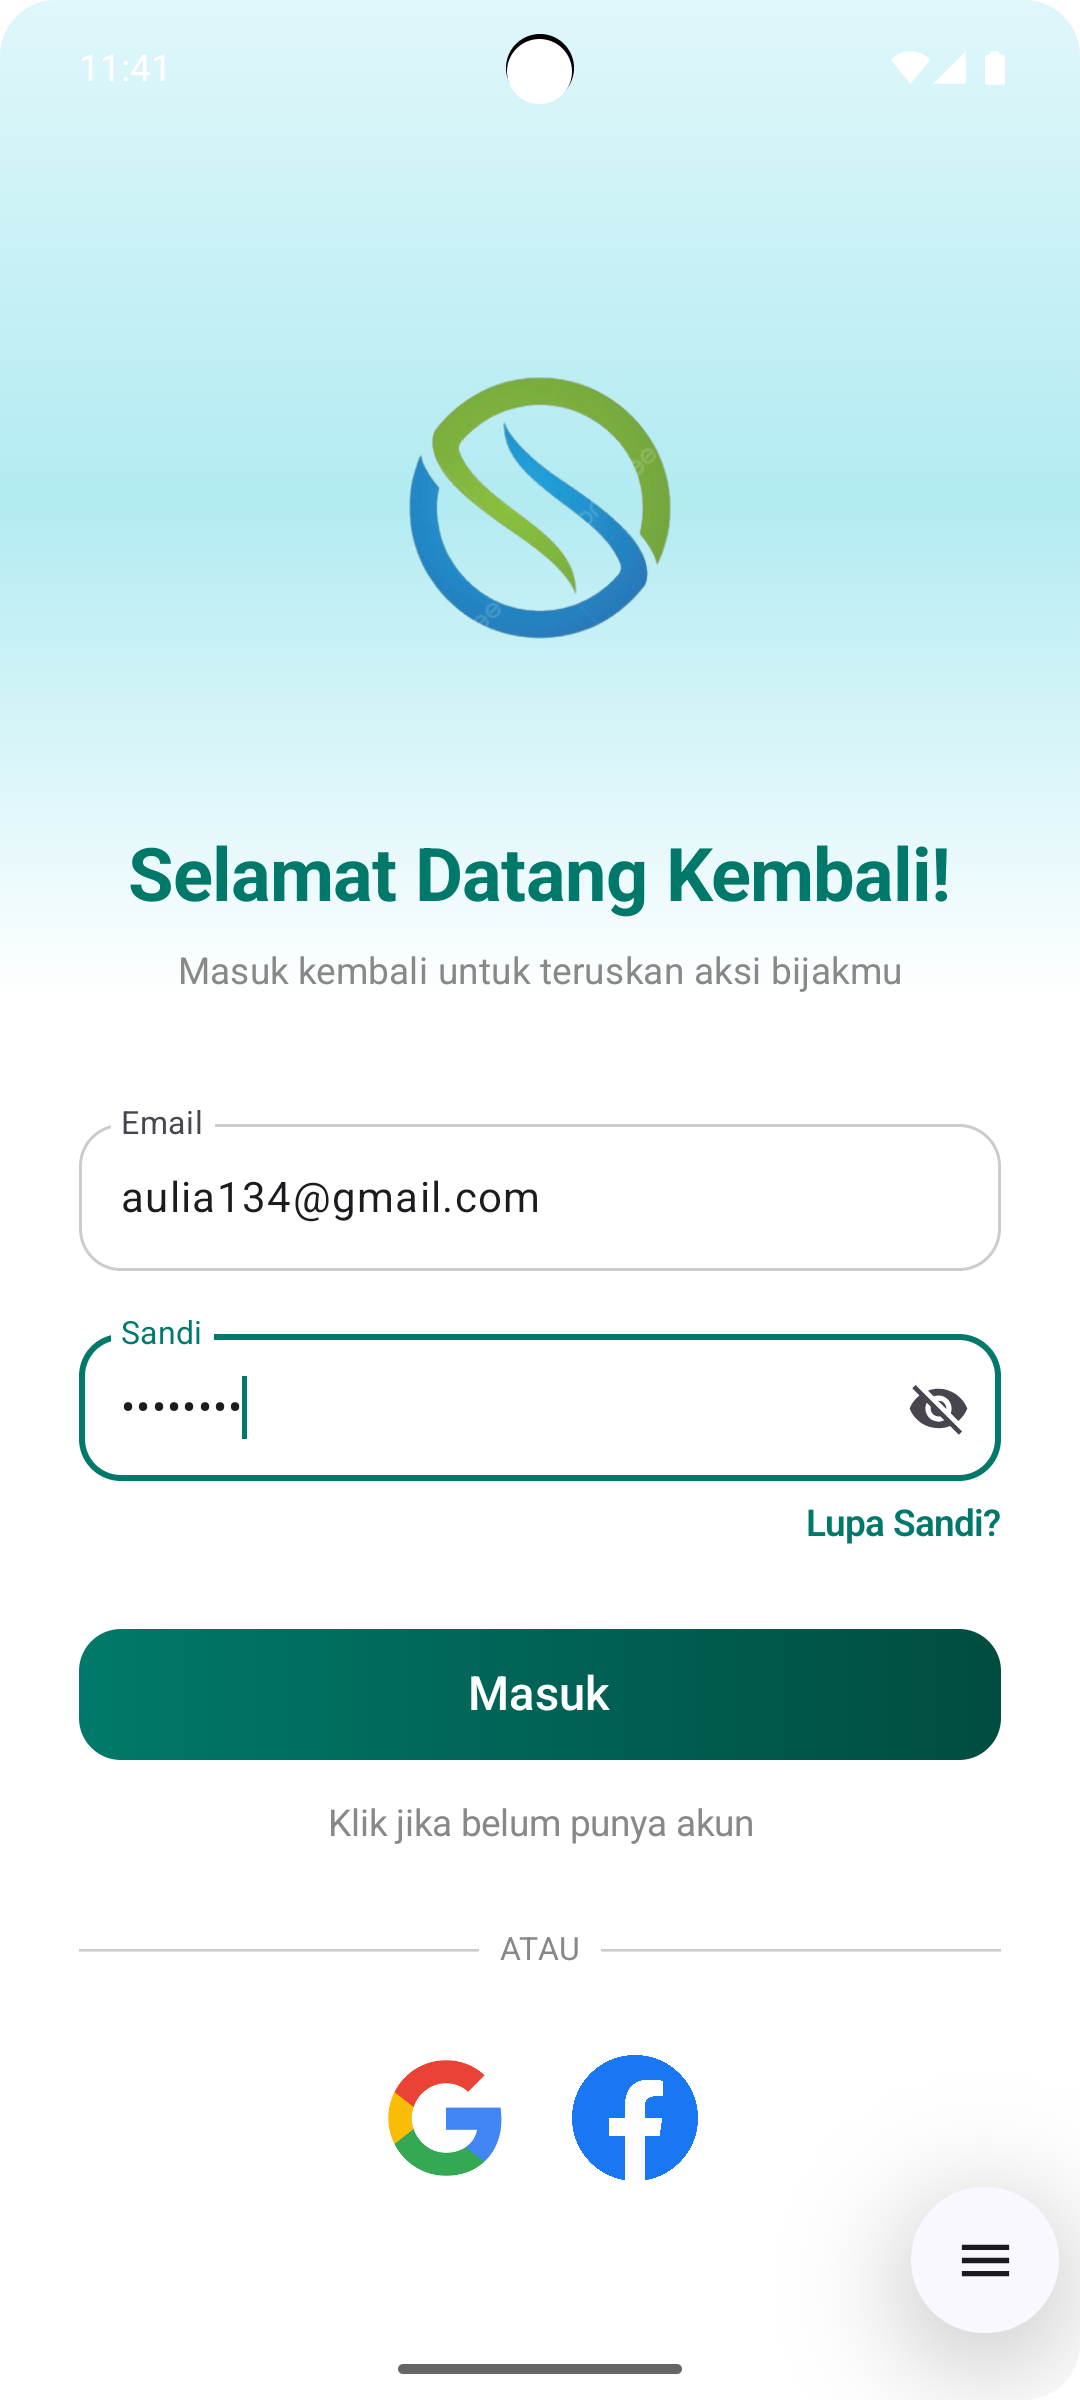 11:41
Selamat Datang Kembali!
Masuk kembali untuk teruskan aksi bijakmu
Email
aulia134@gmail.com
Sandi
••••••••
Lupa Sandi?
Masuk
Klik jika belum punya akun
ATAU